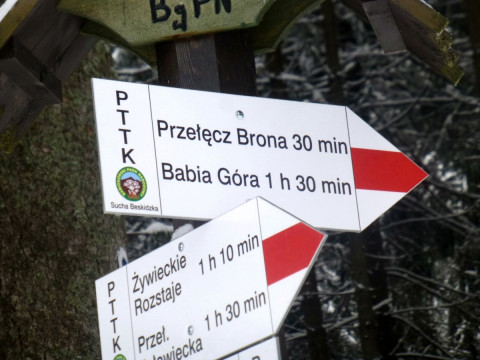 BgPN
PTTK
Przełęcz Brona 30 min
Babia Góra 1 h 30 min
Sucha Beskidzka
PTTK
Żywieckie
Rozstaje 1 h 10 min
Przeł.
1 h 30 min